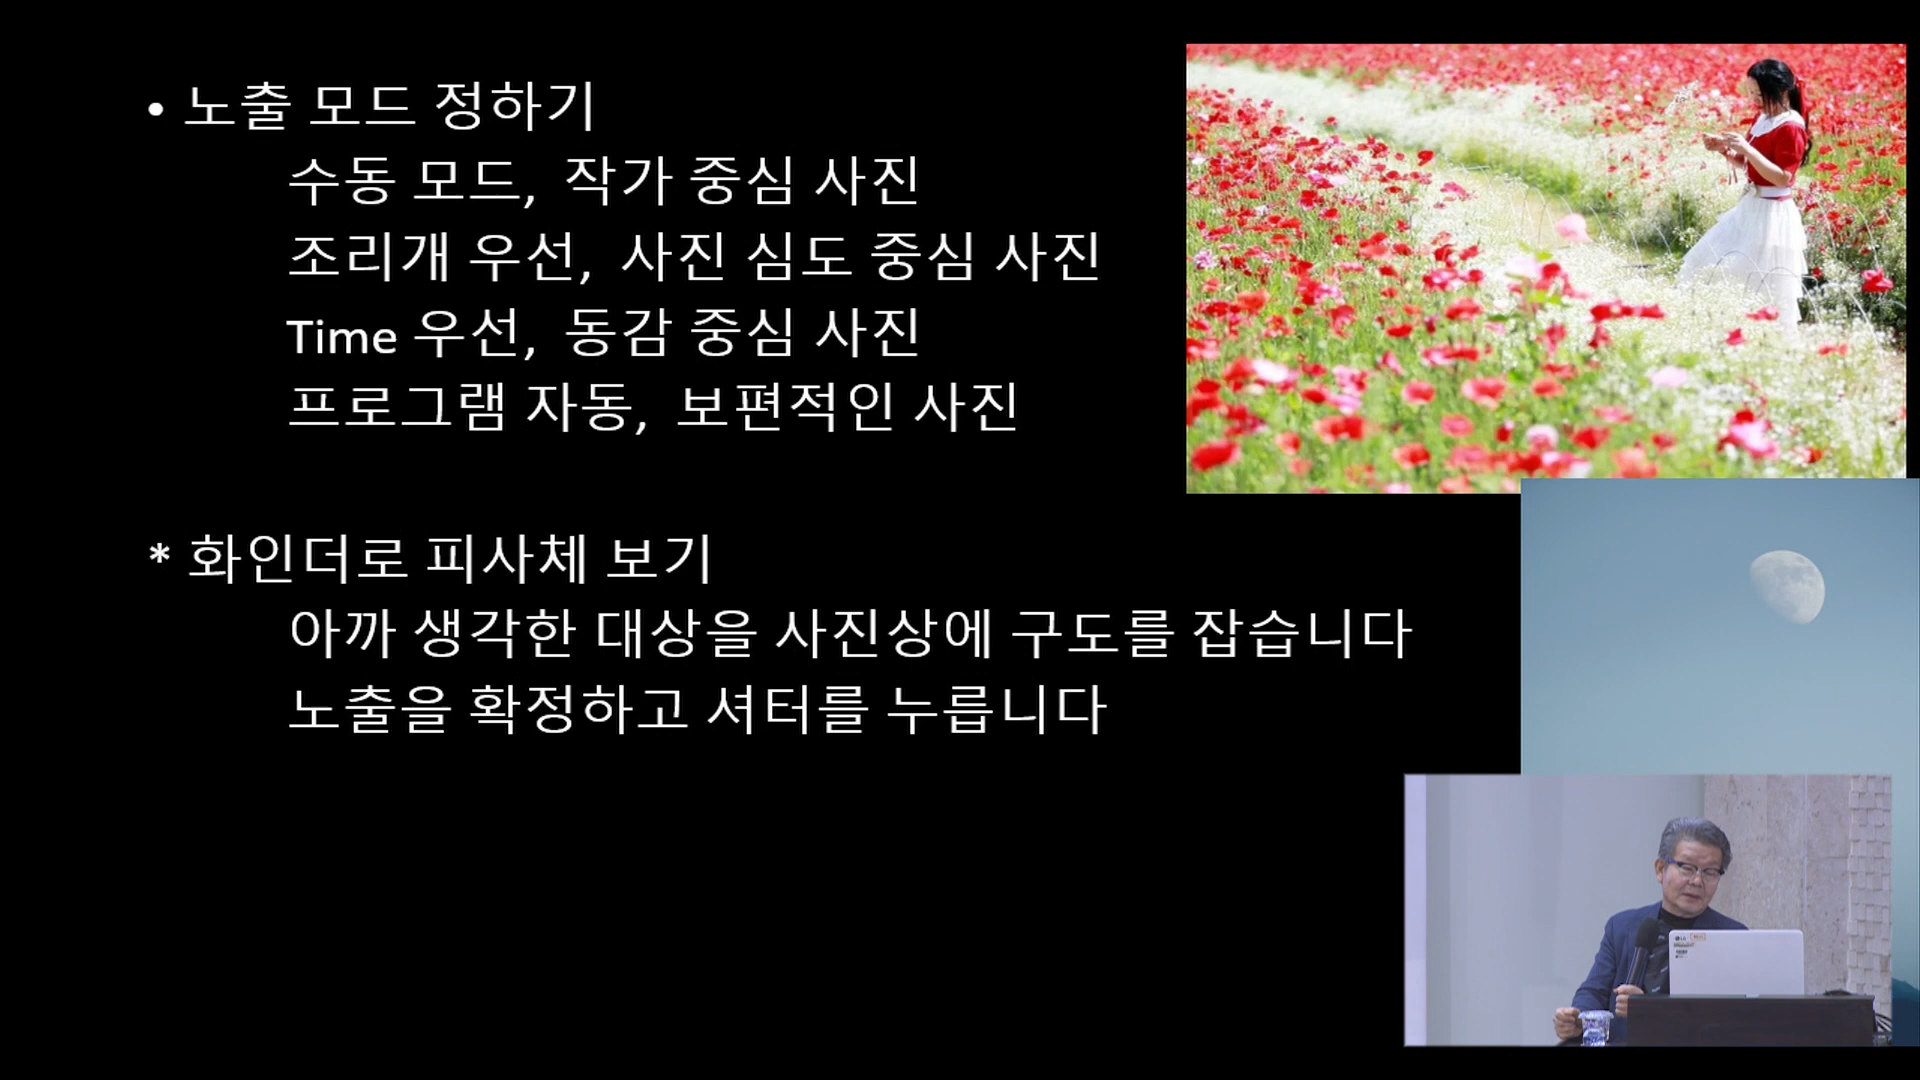 • 노출 모드 정하기
수동 모드, 작가 중심 사진
조리개 우선, 사진 심도 중심 사진
Time 우선, 동감 중심 사진
프로그램 자동, 보편적인 사진
* 화인더로 피사체 보기
아까 생각한 대상을 사진상에 구도를 잡습니다
노출을 확정하고 셔터를 누릅니다